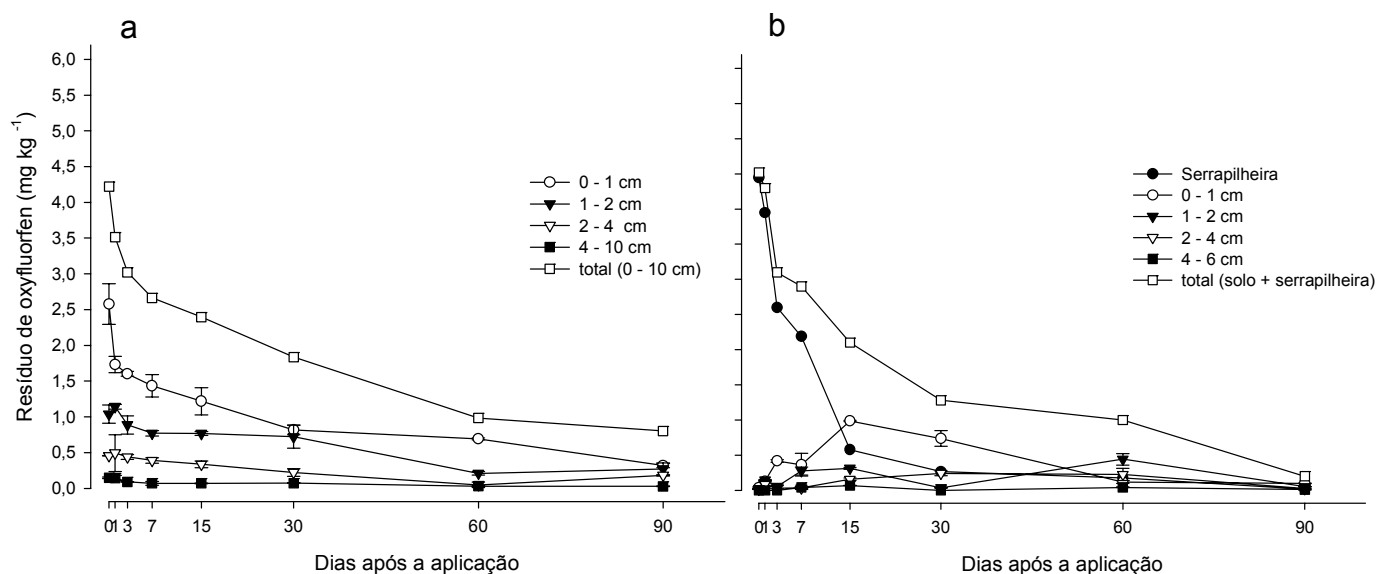 a
6,0
5,5
5,0
4,5
4,0
3,5
3,0
2,5
2,0
1,5
1,0
0,5
0,0
Resíduo de oxyfluorfen (mg kg -1)
0 - 1 cm
1 - 2 cm
2 - 4 cm
4 - 10 cm
total (0 - 10 cm)
01 3 7 15 30 60 90
Dias após a aplicação
b
Serrapilheira
0 - 1 cm
1 - 2 cm
2 - 4 cm
4 - 6 cm
total (solo + serrapilheira)
01 3 7 15 30 60 90
Dias após a aplicação